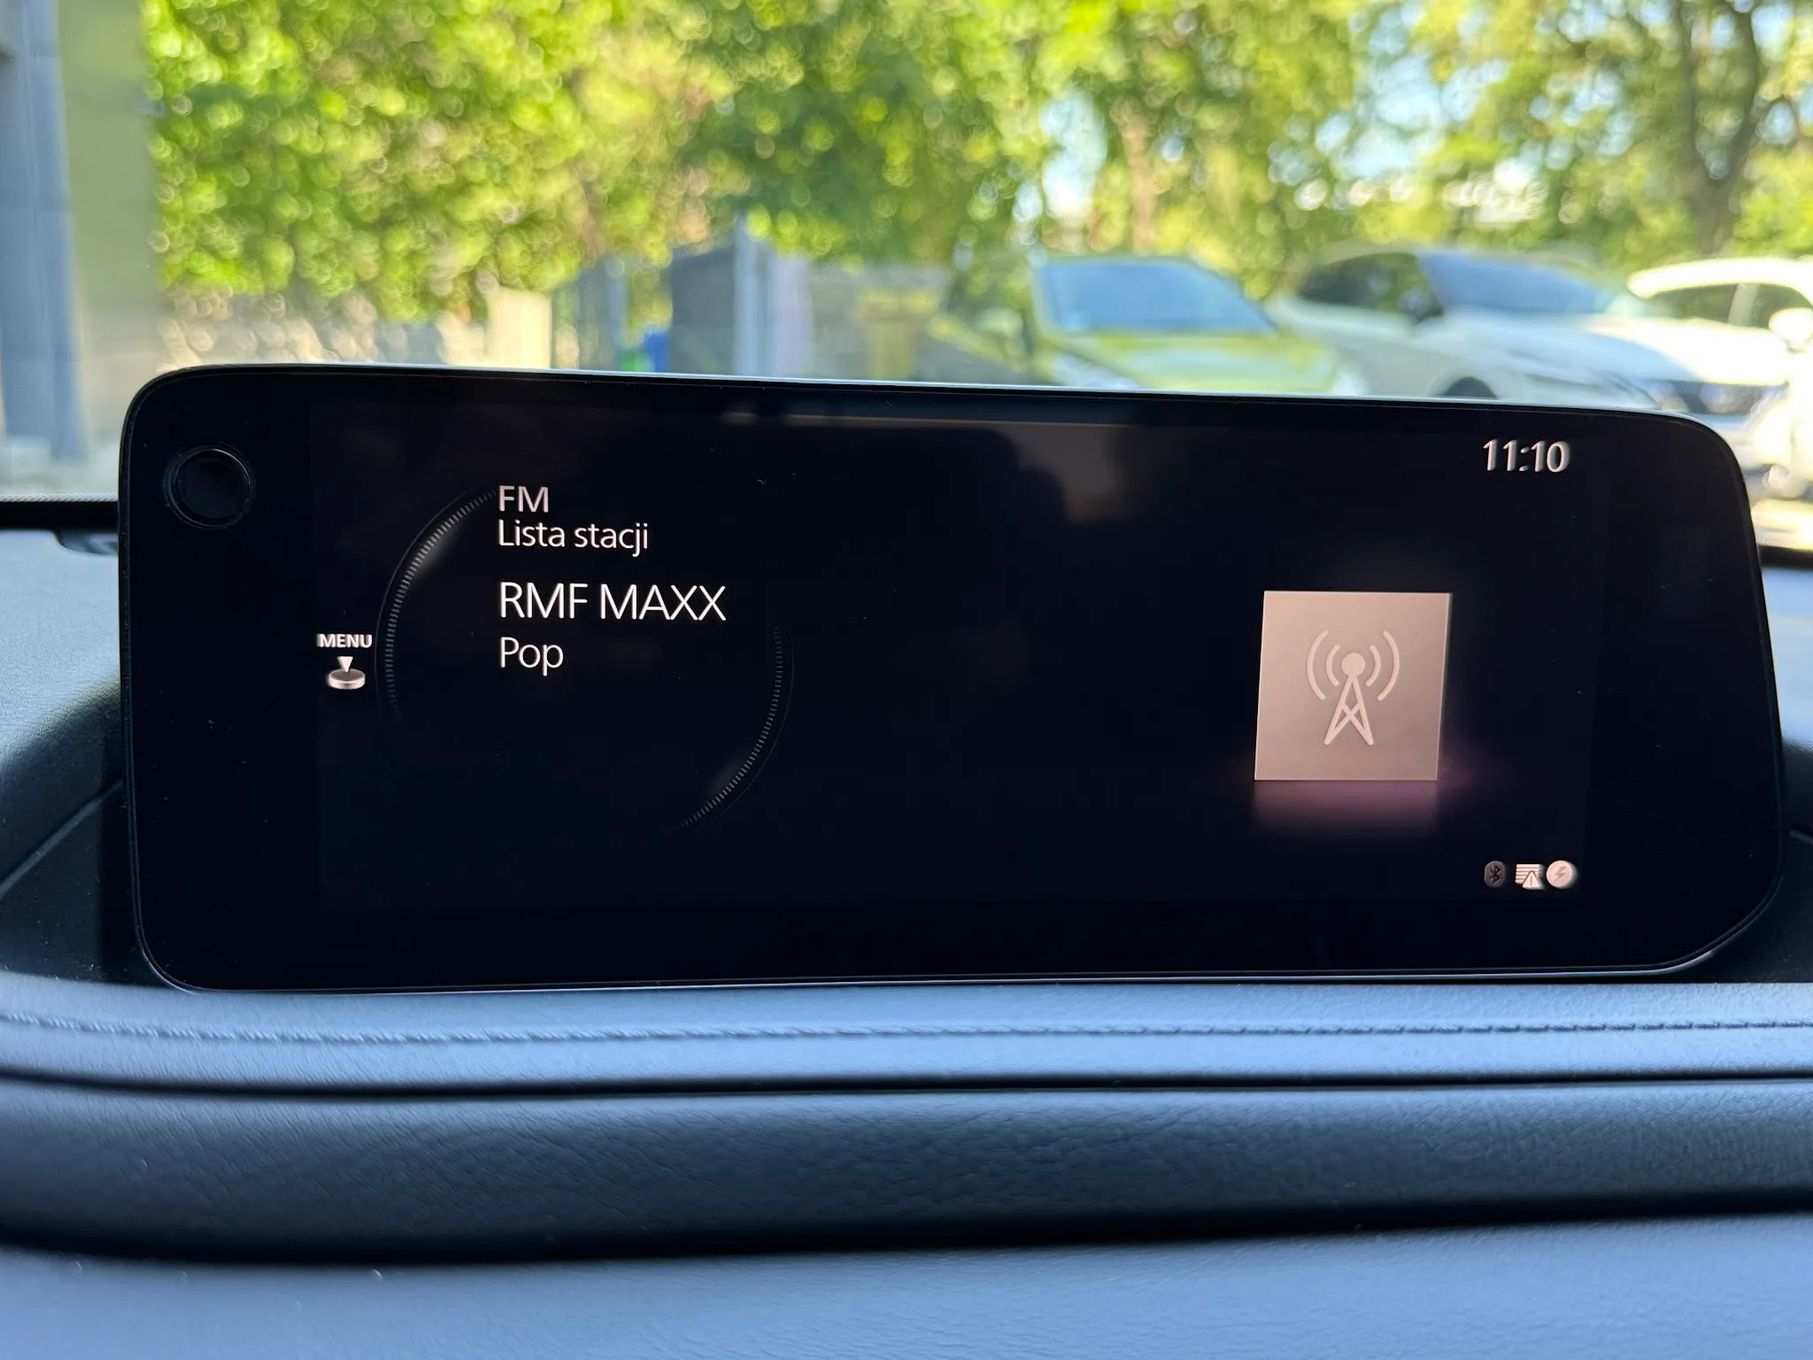 11:10
FM
Lista stacji
RMF MAXX
Pop
MENU